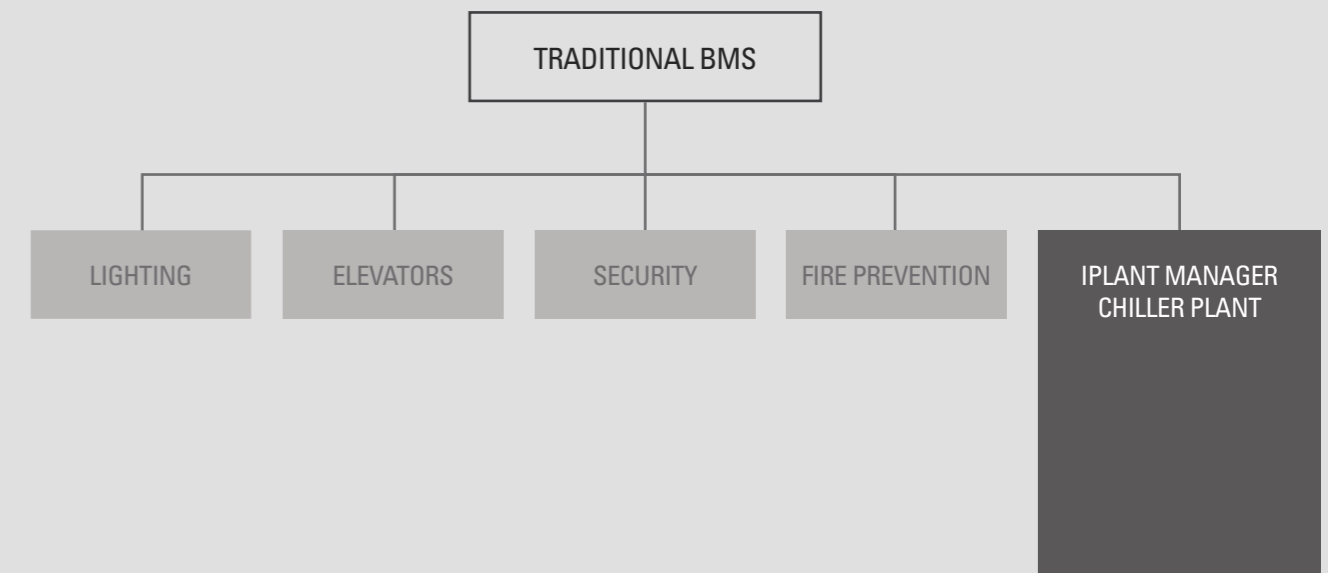 TRADITIONAL BMS
LIGHTING
ELEVATORS
SECURITY
FIRE PREVENTION
IPLANT MANAGER
CHILLER PLANT